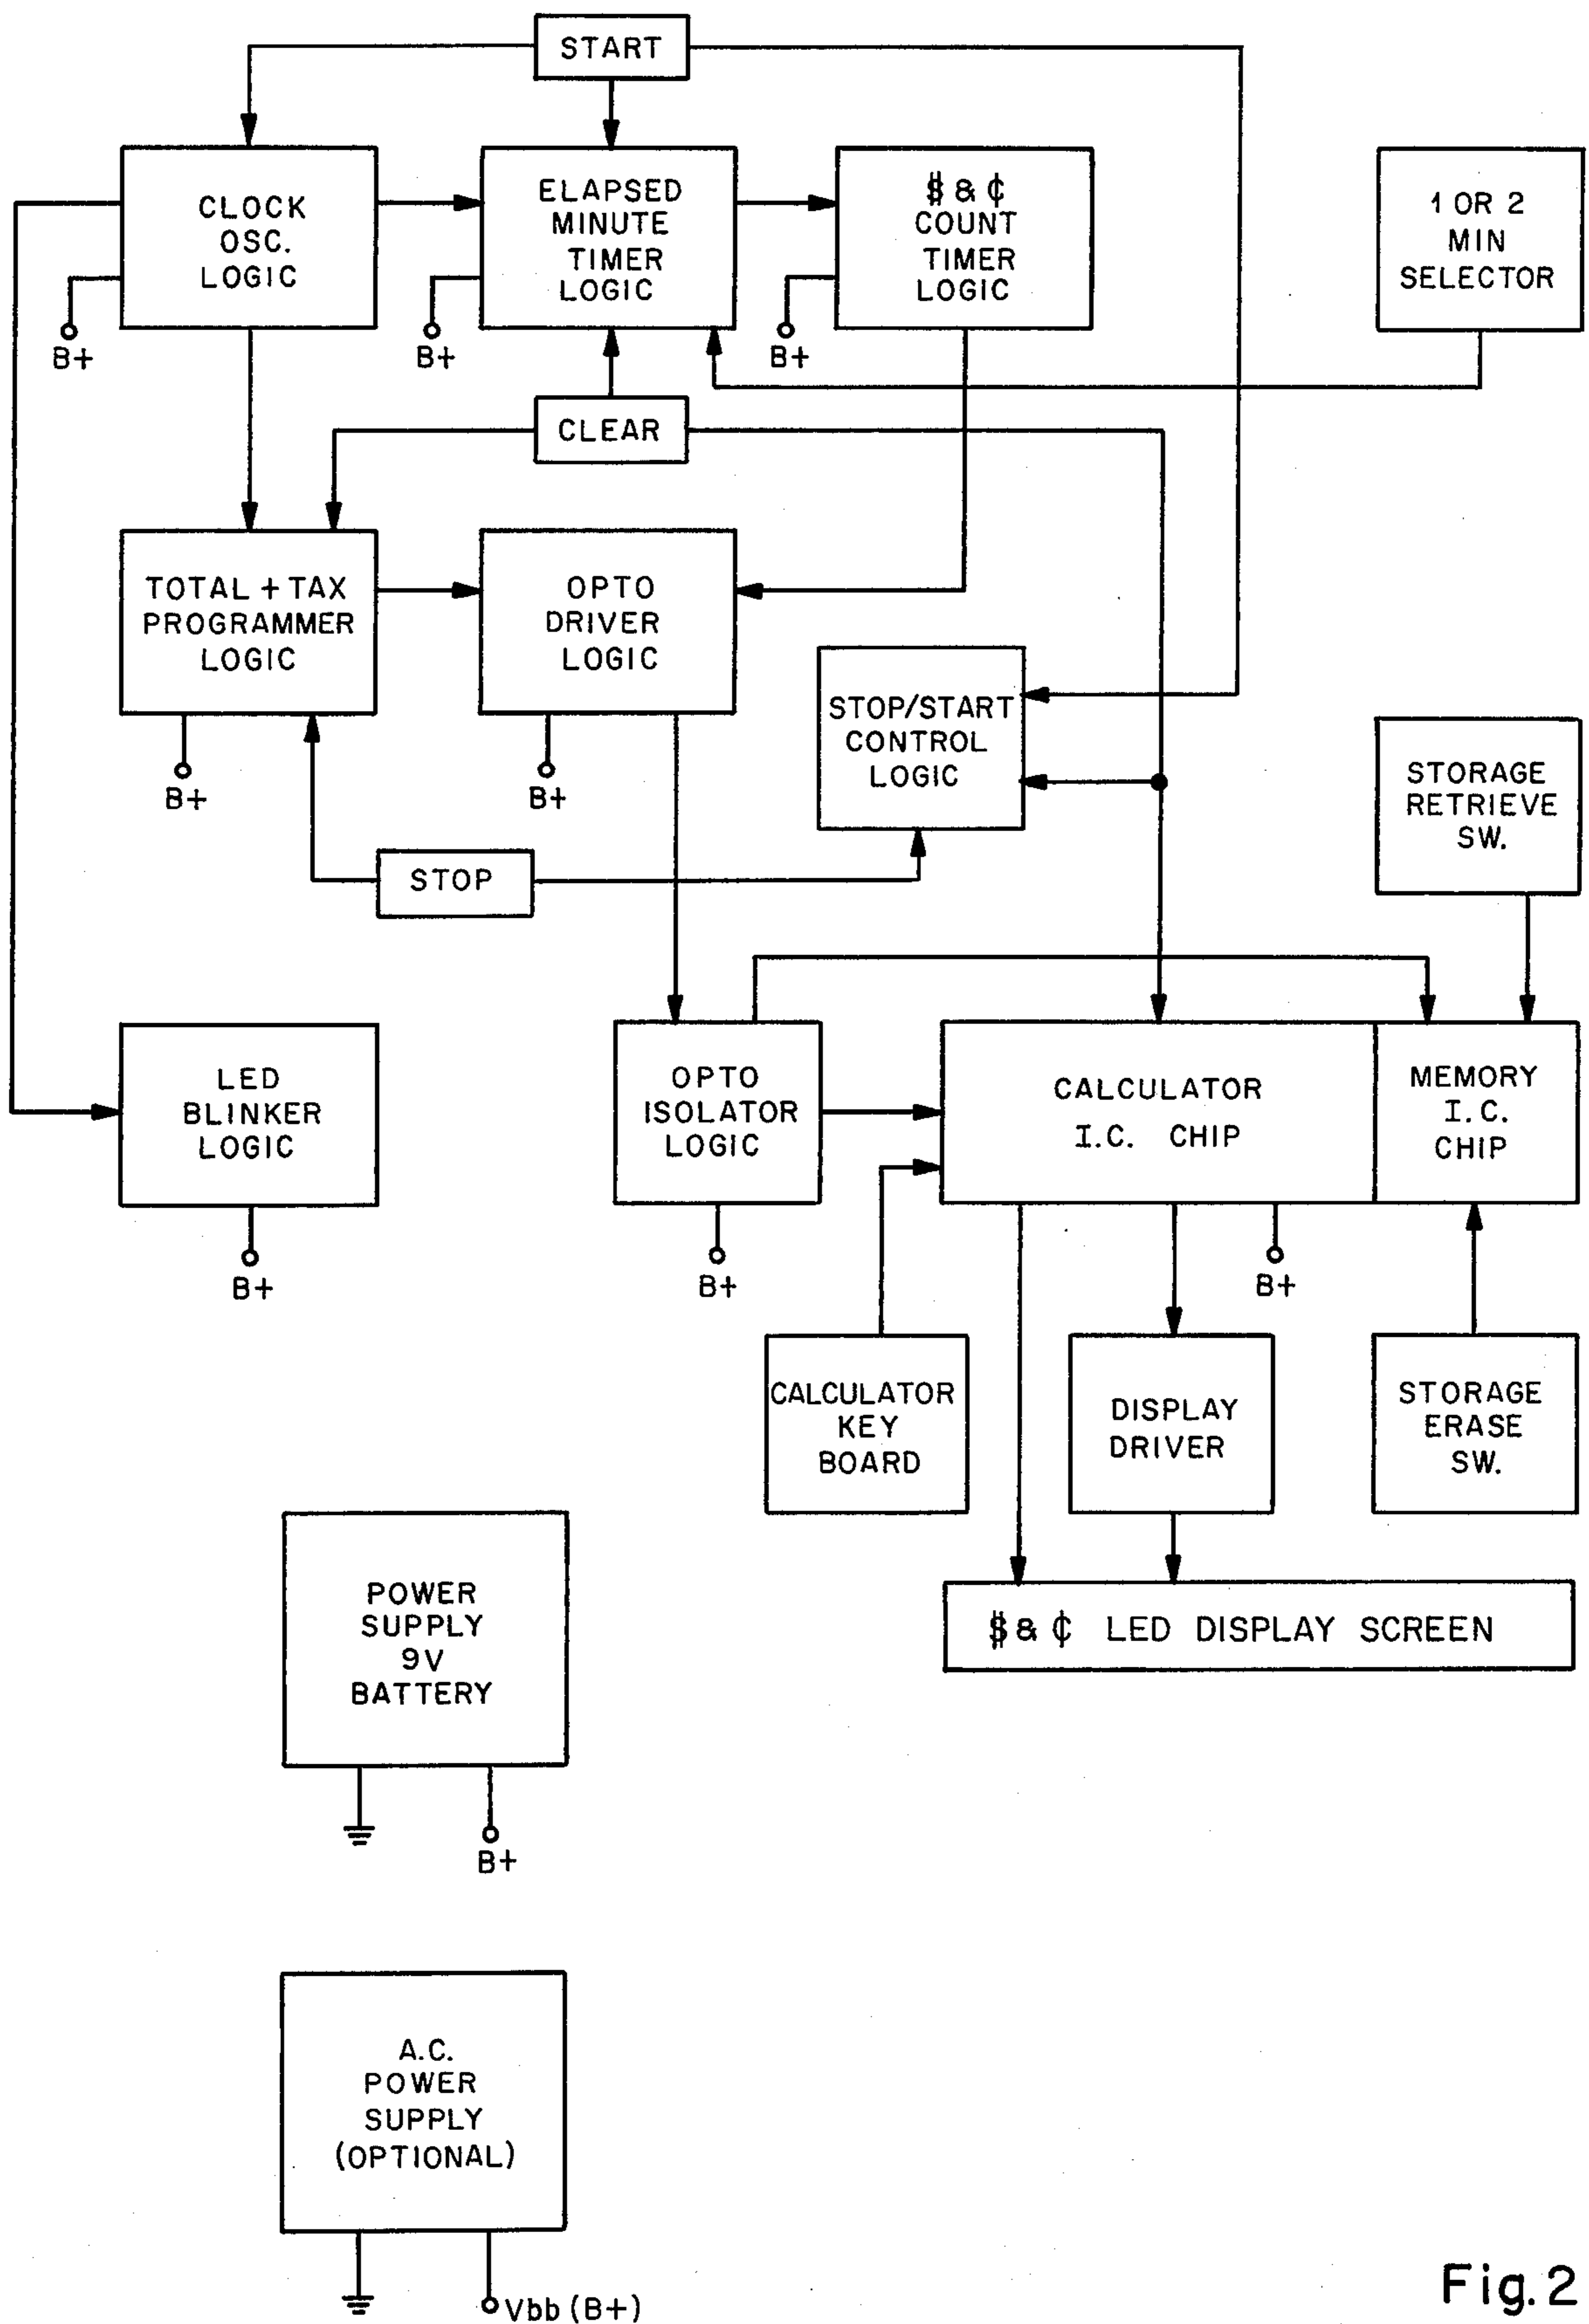 START
CLOCK
OSC.
LOGIC
B+
ELAPSED
MINUTE
TIMER
LOGIC
B+
$ & ¢
COUNT
TIMER
LOGIC
B+
1 OR 2
MIN
SELECTOR
CLEAR
TOTAL + TAX
PROGRAMMER
LOGIC
B+
OPTO
DRIVER
LOGIC
B+
STOP/START
CONTROL
LOGIC
STORAGE
RETRIEVE
SW.
STOP
LED
BLINKER
LOGIC
B+
OPTO
ISOLATOR
LOGIC
B+
CALCULATOR
I.C. CHIP
B+
MEMORY
I.C.
CHIP
CALCULATOR
KEY
BOARD
DISPLAY
DRIVER
STORAGE
ERASE
SW.
$ & ¢ LED DISPLAY SCREEN
POWER
SUPPLY
9V
BATTERY
B+
A.C.
POWER
SUPPLY
(OPTIONAL)
Vbb (B+)
Fig. 2